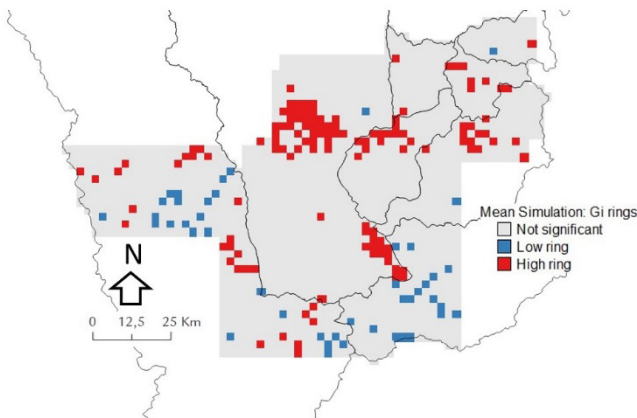 Mean Simulation: Gi rings
Not significant
Low ring
High ring
N
0 12,5 25 Km